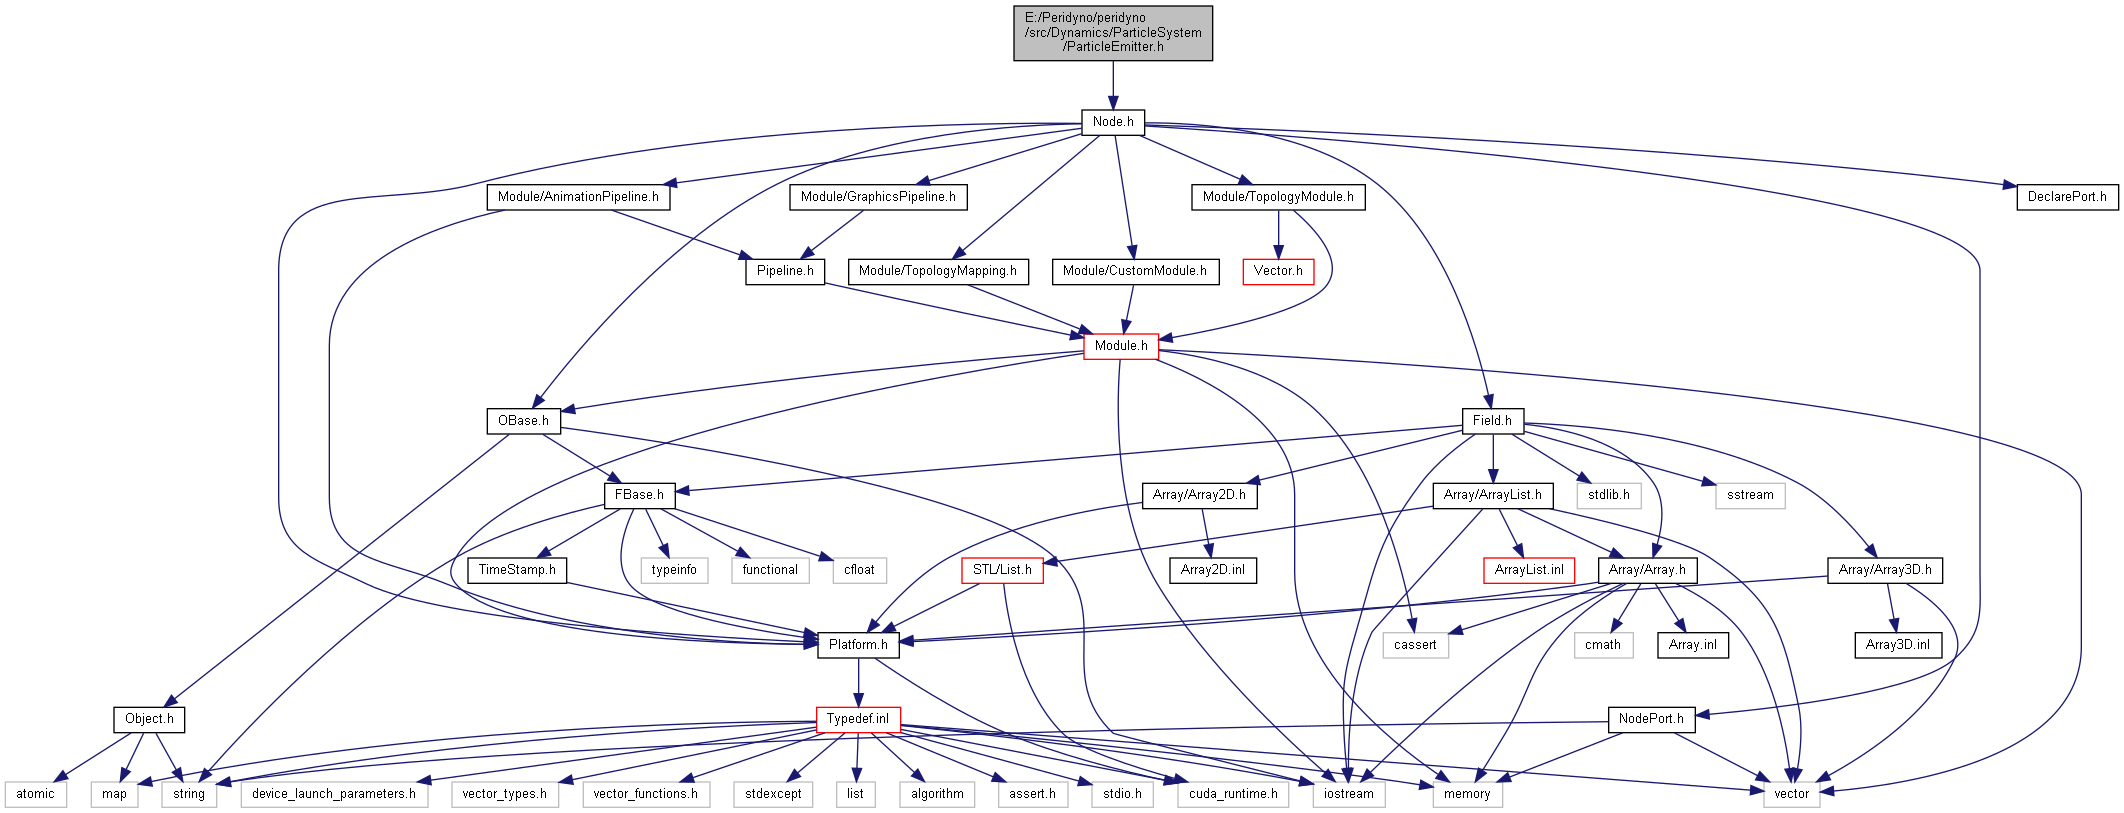 E:/Peridyno/peridyno
/src/Dynamics/ParticleSystem
/ParticleEmitter.h
Node.h
Module/AnimationPipeline.h
Module/GraphicsPipeline.h
Module/TopologyModule.h
DeclarePort.h
Pipeline.h
Module/TopologyMapping.h
Module/CustomModule.h
Vector.h
Module.h
OBase.h
Field.h
FBase.h
Array/Array2D.h
Array/ArrayList.h
stdlib.h
sstream
TimeStamp.h
typeinfo
functional
cfloat
STL/List.h
Array2D.inl
ArrayList.inl
Array/Array.h
Array/Array3D.h
Platform.h
cassert
cmath
Array.inl
Array3D.inl
Object.h
Typedef.inl
NodePort.h
atomic
map
string
device_launch_parameters.h
vector_types.h
vector_functions.h
stdexcept
list
algorithm
assert.h
stdio.h
cuda_runtime.h
iostream
memory
vector